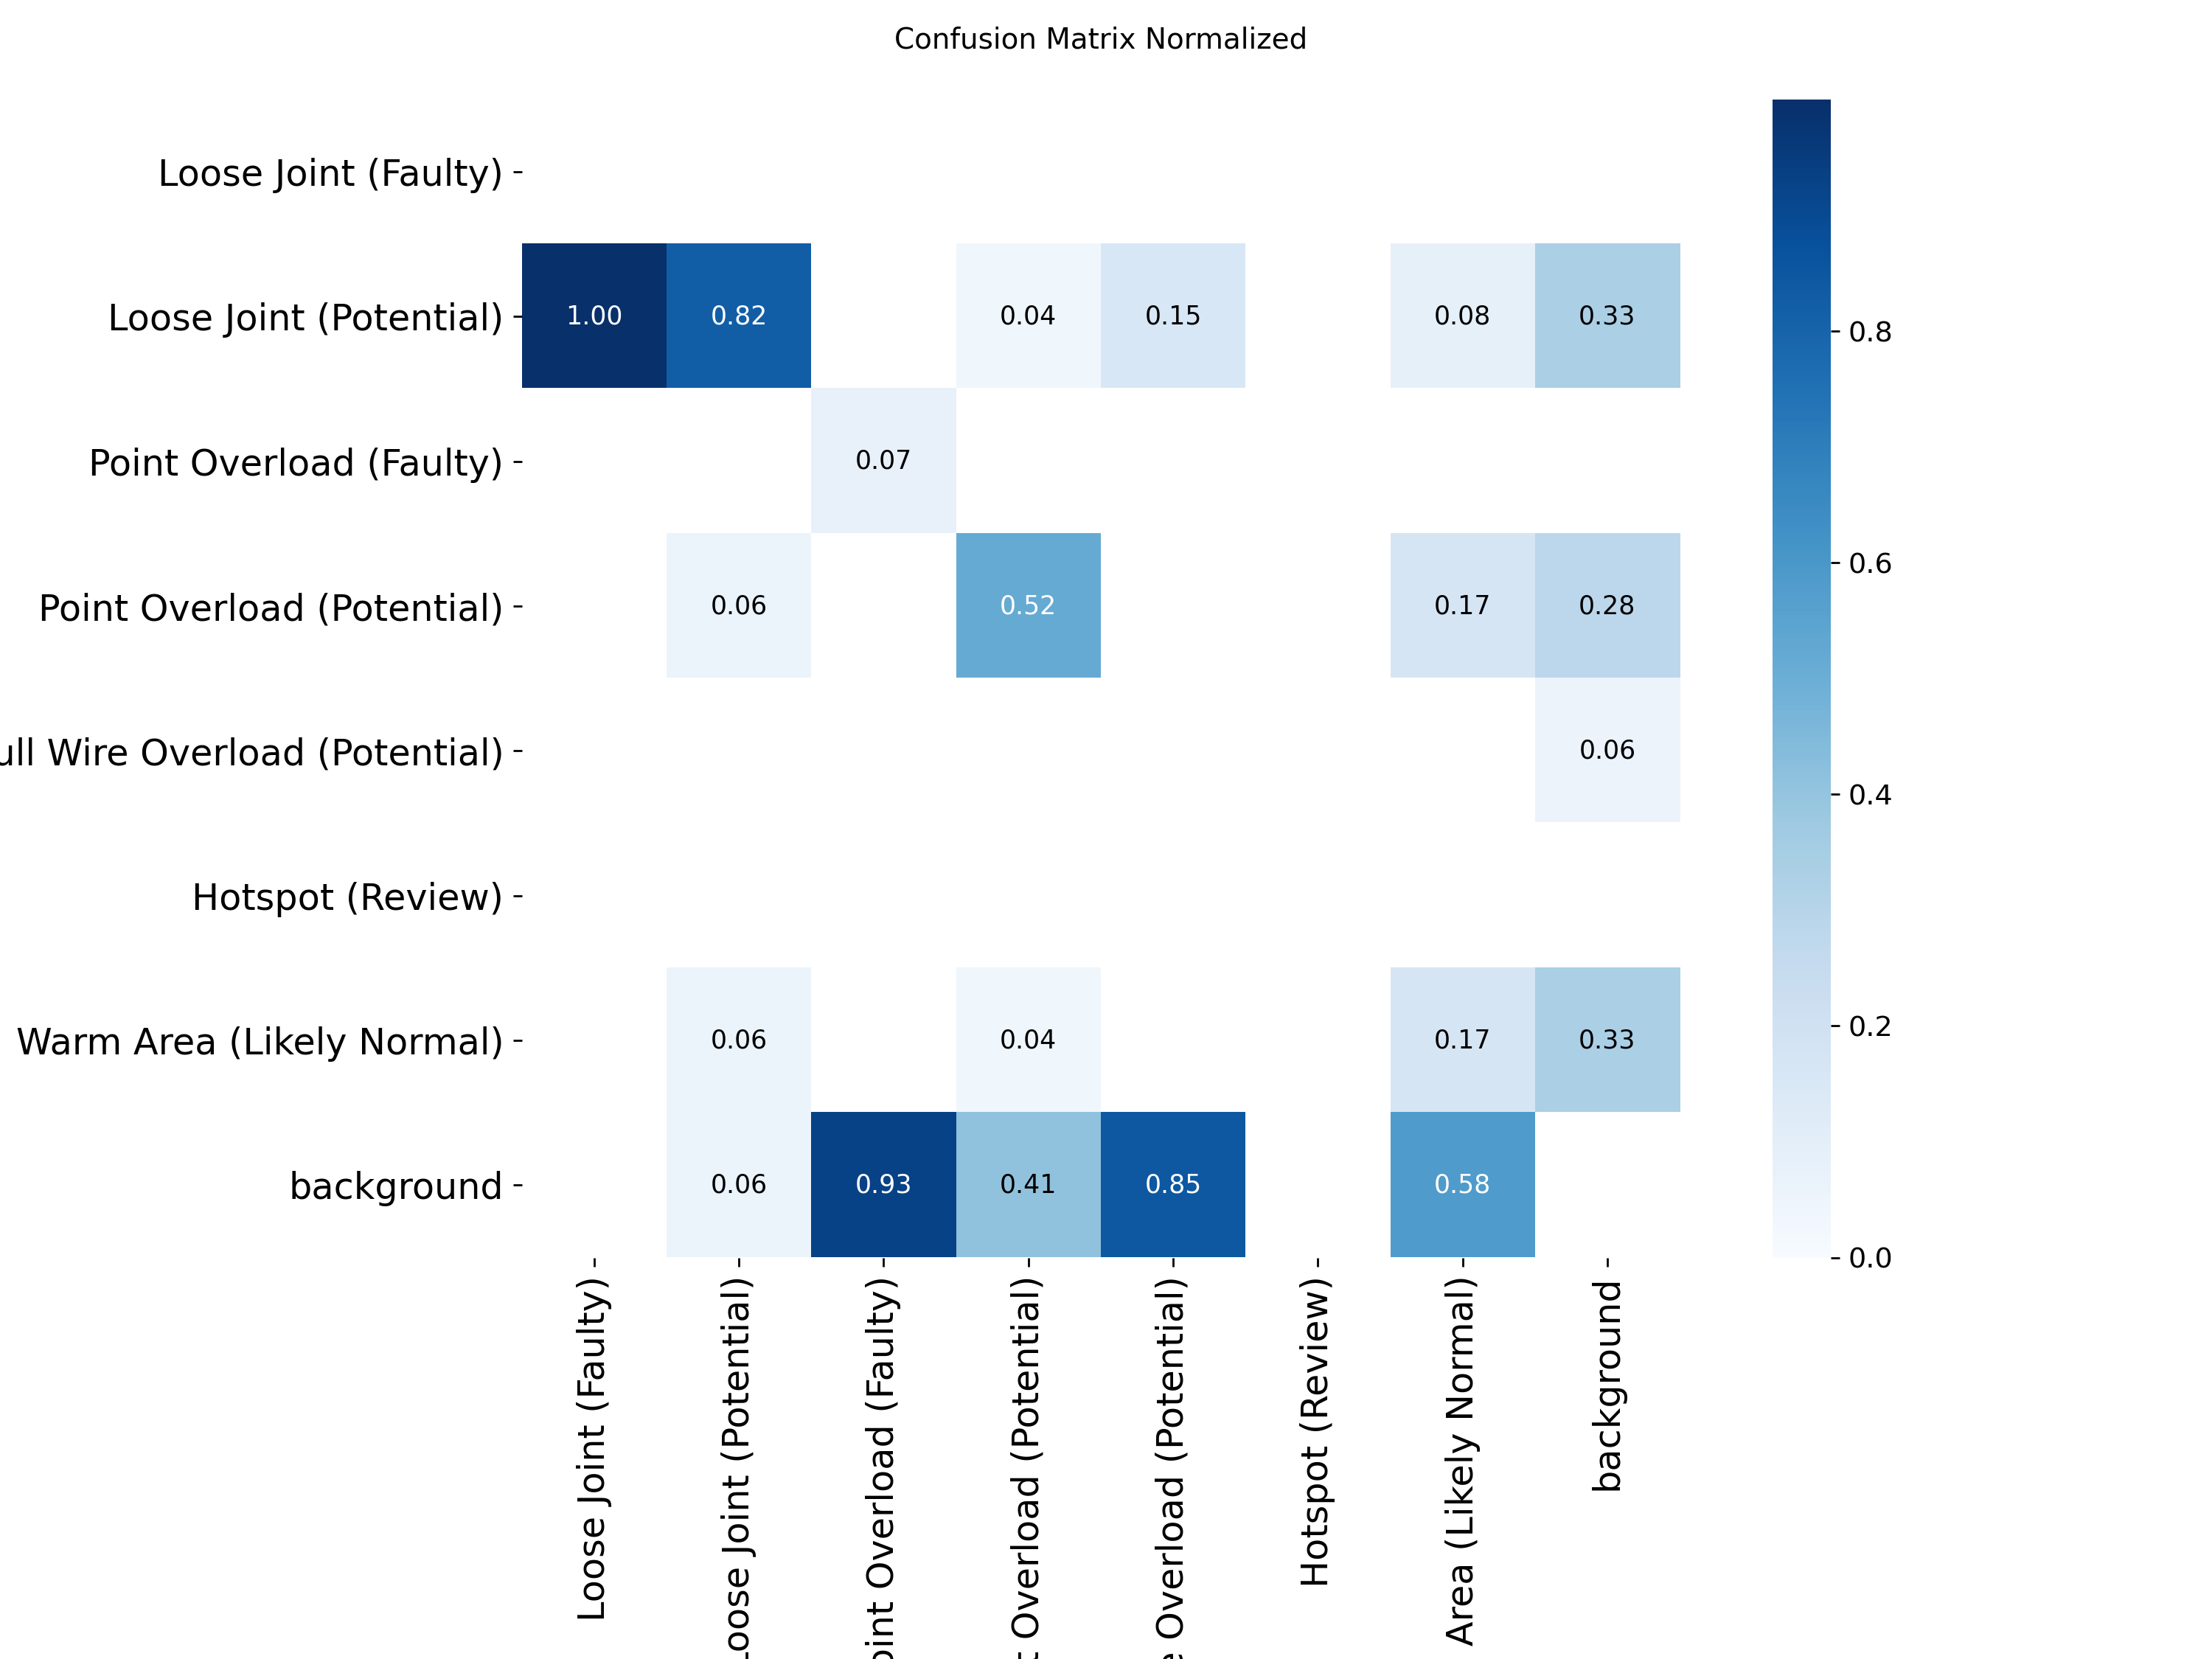 Confusion Matrix Normalized
Loose Joint (Faulty)
Loose Joint (Potential)
1.00 0.82 0.04 0.15 0.08 0.33
Point Overload (Faulty)
0.07
Point Overload (Potential)
0.06 0.52 0.17 0.28
ull Wire Overload (Potential)
0.06
Hotspot (Review)
Warm Area (Likely Normal)
0.06 0.04 0.17 0.33
background
0.06 0.93 0.41 0.85 0.58
0.8
0.6
0.4
0.2
0.0
Loose Joint (Faulty)
Loose Joint (Potential)
oint Overload (Faulty)
t Overload (Potential)
e Overload (Potential)
Hotspot (Review)
Area (Likely Normal)
background